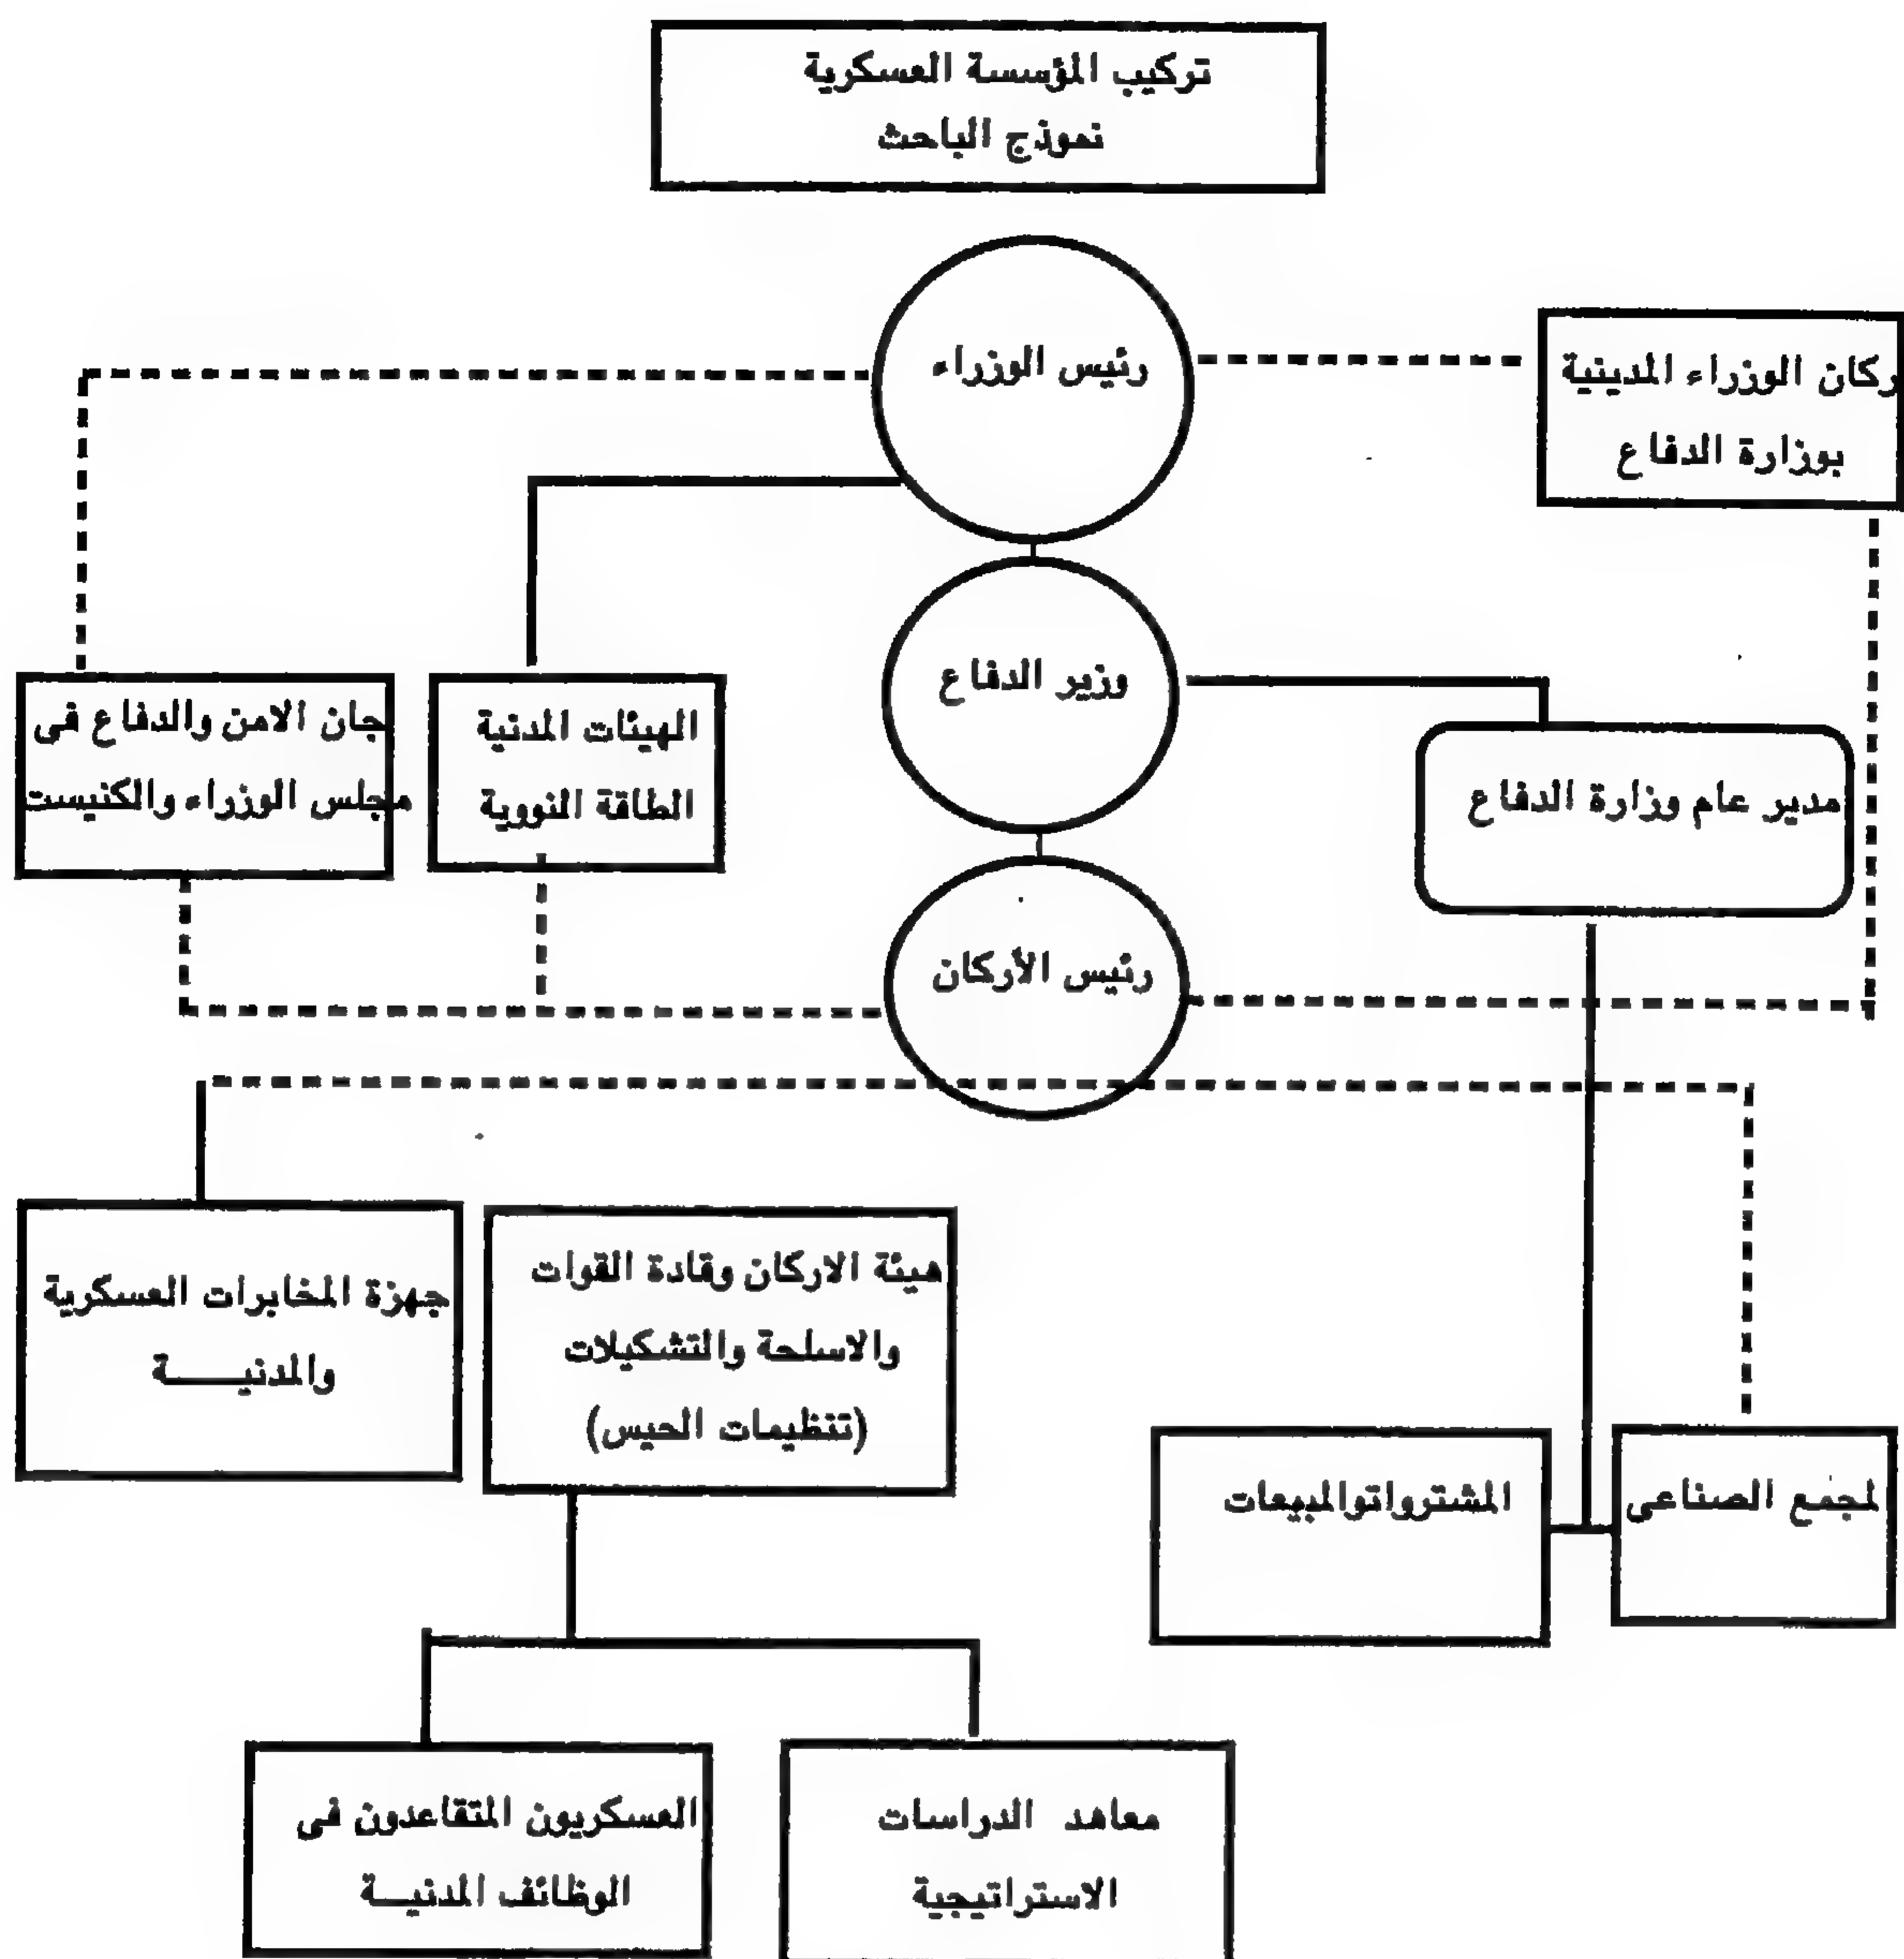 تركيب المؤسسة العسكرية
نموذج الباحث
رئيس الوزراء
ركان الوزراء المدينية
بوزارة الدفاع
وزير الدفاع
مدير عام وزارة الدفاع
الهيئات المدنية
الطاقة النووية
جان الامن والدفاع فى
مجلس الوزراء والكنيست
رئيس الأركان
هيئة الاركان وقادة القوات
والاسلحة والتشكيلات
(تنظيمات الحيس)
جهزة المخابرات العسكرية
والمدنيـــــة
لمجمع الصناعى
المشترواتوالمبيعات
معاهد الدراسات
الاستراتيجية
العسكريون المتقاعدون فى
الوظائف المدنيـــة